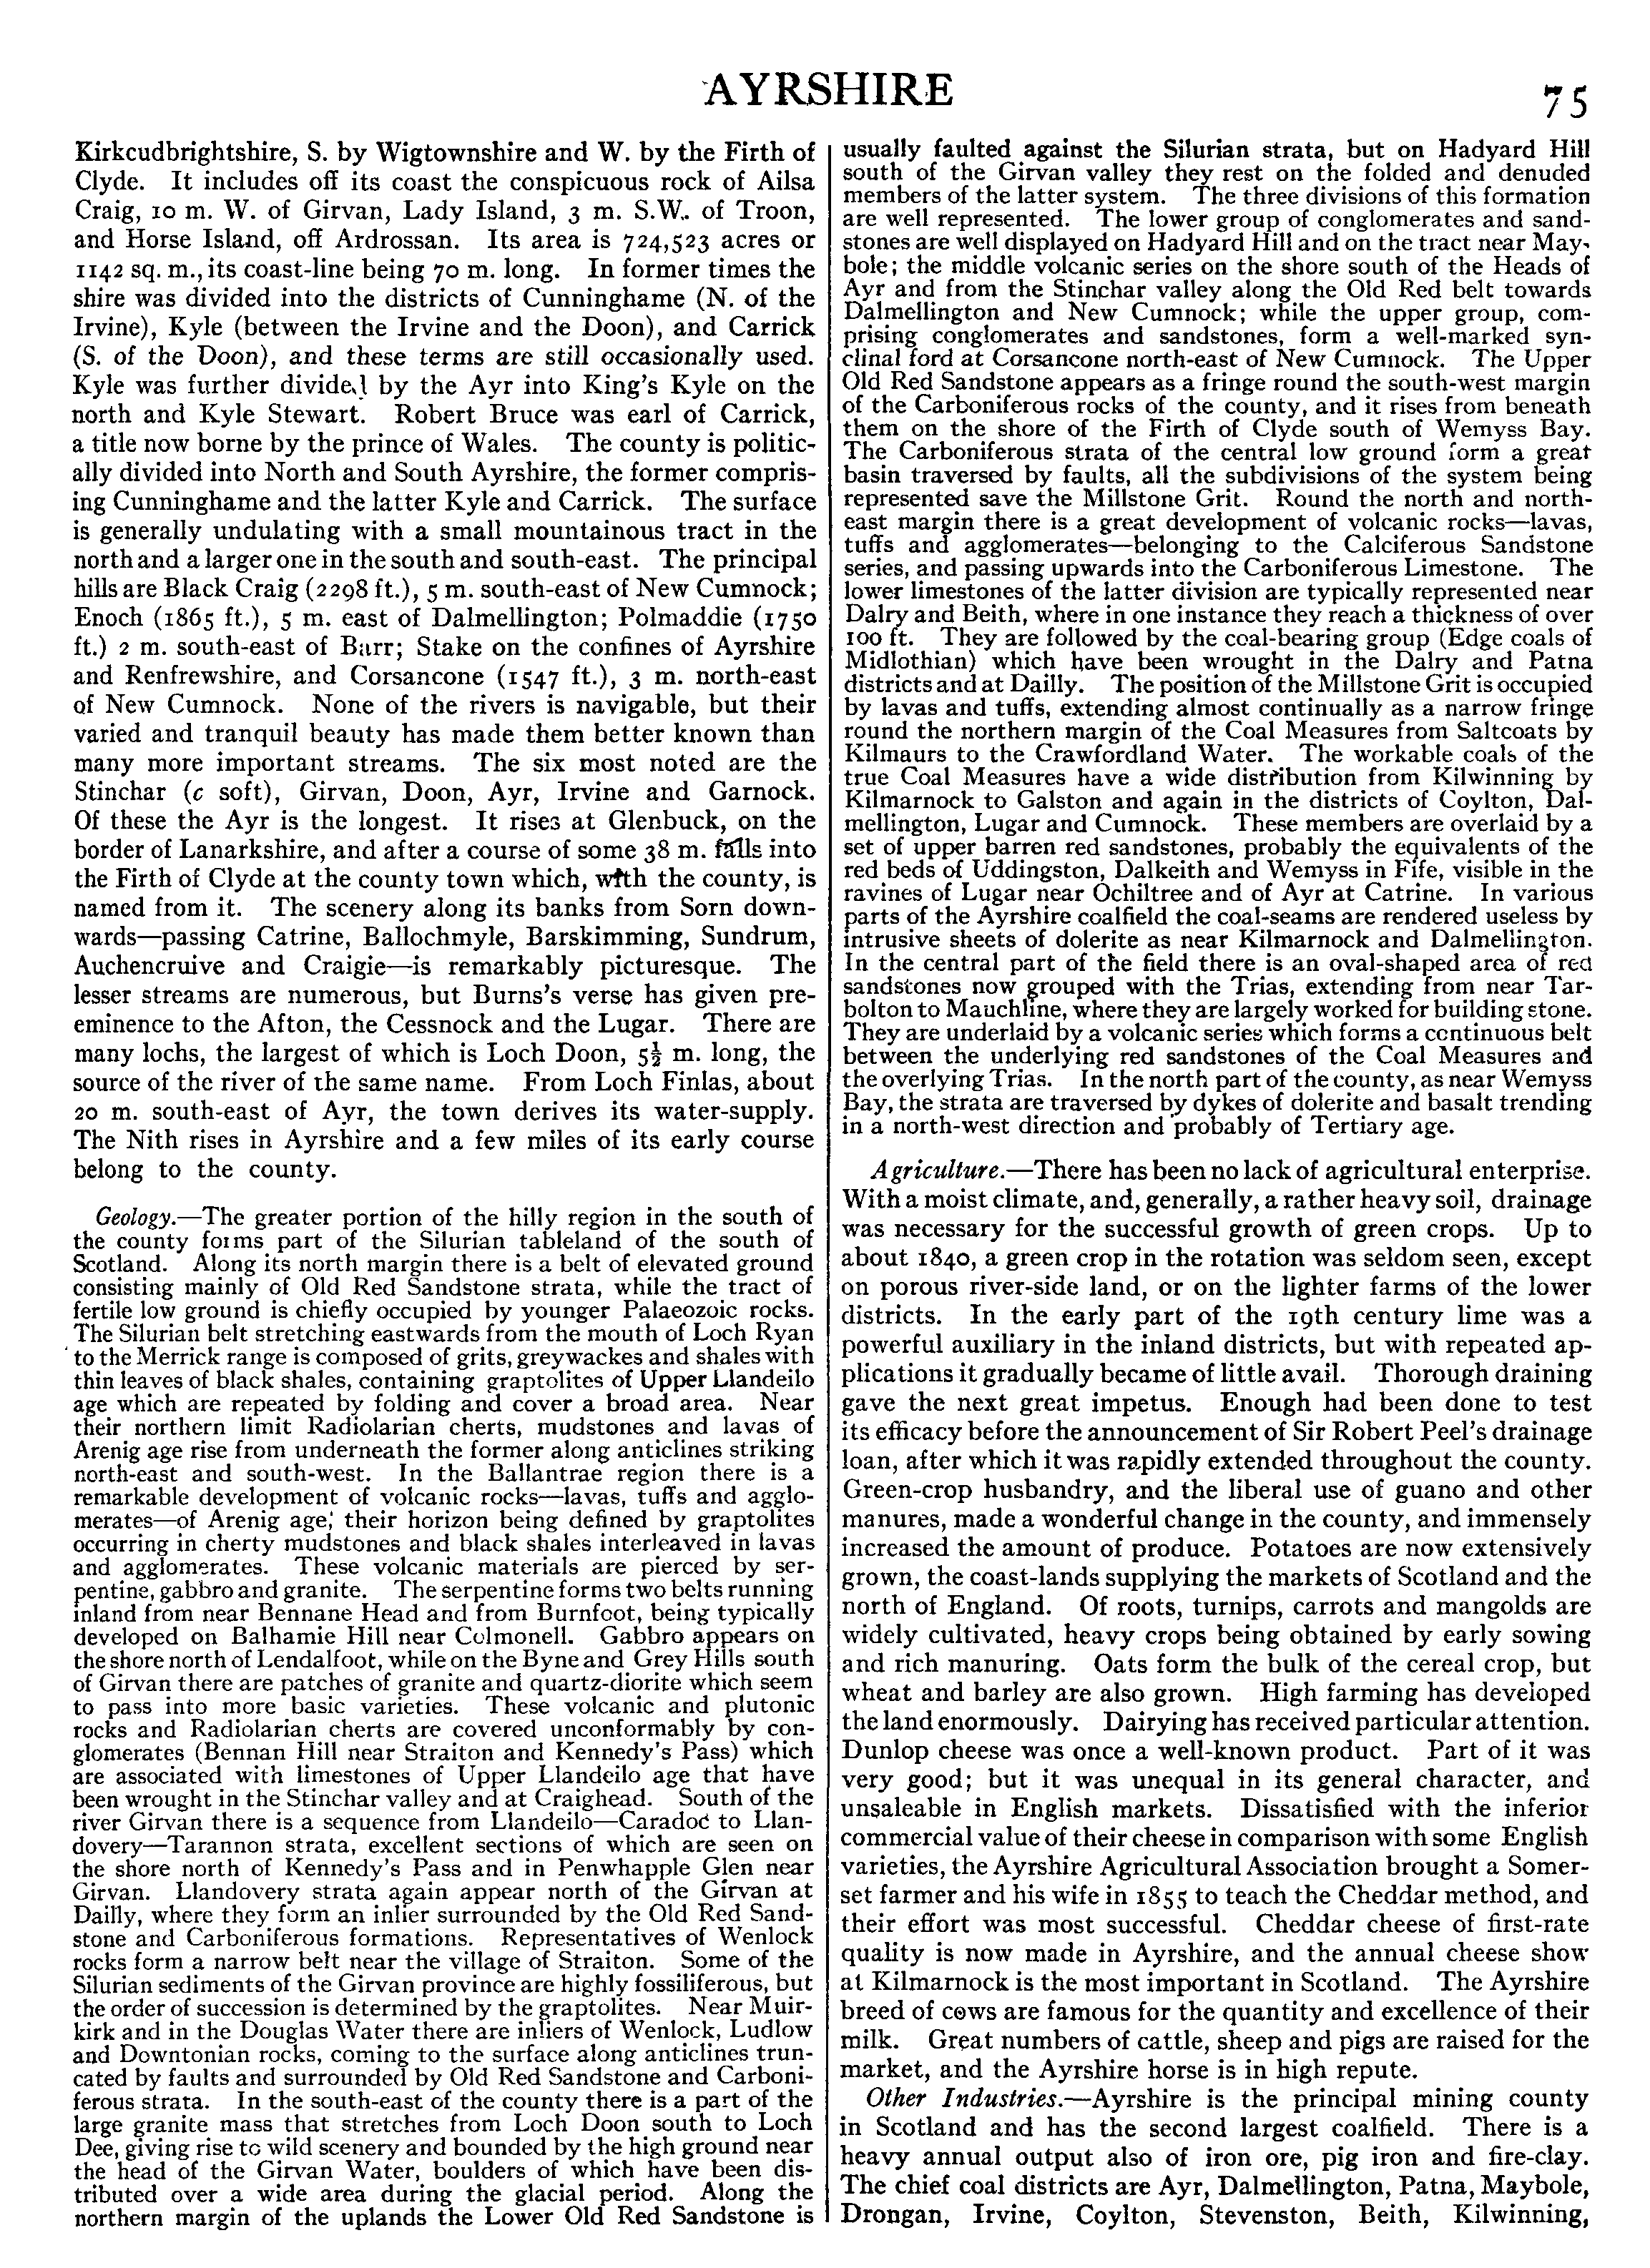 AYRSHIRE
75
Kirkcudbrightshire, S. by Wigtownshire and W. by the Firth of
Clyde. It includes off its coast the conspicuous rock of Ailsa
Craig, 10 m. W. of Girvan, Lady Island, 3 m. S.W. of Troon,
and Horse Island, off Ardrossan. Its area is 724,523 acres or
1142 sq. m., its coast-line being 70 m. long. In former times the
shire was divided into the districts of Cunninghame (N. of the
Irvine), Kyle (between the Irvine and the Doon), and Carrick
(S. of the Doon), and these terms are still occasionally used.
Kyle was further divided by the Ayr into King's Kyle on the
north and Kyle Stewart. Robert Bruce was earl of Carrick,
a title now borne by the prince of Wales. The county is politic-
ally divided into North and South Ayrshire, the former compris-
ing Cunninghame and the latter Kyle and Carrick. The surface
is generally undulating with a small mountainous tract in the
north and a larger one in the south and south-east. The principal
hills are Black Craig (2298 ft.), 5 m. south-east of New Cumnock;
Enoch (1865 ft.), 5 m. east of Dalmellington; Polmaddie (1750
ft.) 2 m. south-east of Barr; Stake on the confines of Ayrshire
and Renfrewshire, and Corsancone (1547 ft.), 3 m. north-east
of New Cumnock. None of the rivers is navigable, but their
varied and tranquil beauty has made them better known than
many more important streams. The six most noted are the
Stinchar (c soft), Girvan, Doon, Ayr, Irvine and Garnock.
Of these the Ayr is the longest. It rises at Glenbuck, on the
border of Lanarkshire, and after a course of some 38 m. falls into
the Firth of Clyde at the county town which, with the county, is
named from it. The scenery along its banks from Sorn down-
wards—passing Catrine, Ballochmyle, Barskimming, Sundrum,
Auchencruive and Craigie—is remarkably picturesque. The
lesser streams are numerous, but Burns's verse has given pre-
eminence to the Afton, the Cessnock and the Lugar. There are
many lochs, the largest of which is Loch Doon, 5½ m. long, the
source of the river of the same name. From Loch Finlas, about
20 m. south-east of Ayr, the town derives its water-supply.
The Nith rises in Ayrshire and a few miles of its early course
belong to the county.
Geology.—The greater portion of the hilly region in the south of
the county forms part of the Silurian tableland of the south of
Scotland. Along its north margin there is a belt of elevated ground
consisting mainly of Old Red Sandstone strata, while the tract of
fertile low ground is chiefly occupied by younger Palaeozoic rocks.
The Silurian belt stretching eastwards from the mouth of Loch Ryan
to the Merrick range is composed of grits, greywackes and shales with
thin leaves of black shales, containing graptolites of Upper Llandeilo
age which are repeated by folding and cover a broad area. Near
their northern limit Radiolarian cherts, mudstones and lavas of
Arenig age rise from underneath the former along anticlines striking
north-east and south-west. In the Ballantrae region there is a
remarkable development of volcanic rocks—lavas, tuffs and agglo-
merates—of Arenig age; their horizon being defined by graptolites
occurring in cherty mudstones and black shales interleaved in lavas
and agglomerates. These volcanic materials are pierced by ser-
pentine, gabbro and granite. The serpentine forms two belts running
inland from near Bennane Head and from Burnfoot, being typically
developed on Balhamie Hill near Colmonell. Gabbro appears on
the shore north of Lendalfoot, while on the Byne and Grey Hills south
of Girvan there are patches of granite and quartz-diorite which seem
to pass into more basic varieties. These volcanic and plutonic
rocks and Radiolarian cherts are covered unconformably by con-
glomerates (Bennan Hill near Straiton and Kennedy's Pass) which
are associated with limestones of Upper Llandeilo age that have
been wrought in the Stinchar valley and at Craighead. South of the
river Girvan there is a sequence from Llandeilo—Caradoc to Llan-
dovery—Tarannon strata, excellent sections of which are seen on
the shore north of Kennedy's Pass and in Penwhapple Glen near
Girvan. Llandovery strata again appear north of the Girvan at
Dailly, where they form an inlier surrounded by the Old Red Sand-
stone and Carboniferous formations. Representatives of Wenlock
rocks form a narrow belt near the village of Straiton. Some of the
Silurian sediments of the Girvan province are highly fossiliferous, but
the order of succession is determined by the graptolites. Near Muir-
kirk and in the Douglas Water there are inliers of Wenlock, Ludlow
and Downtonian rocks, coming to the surface along anticlines trun-
cated by faults and surrounded by Old Red Sandstone and Carboni-
ferous strata. In the south-east of the county there is a part of the
large granite mass that stretches from Loch Doon south to Loch
Dee, giving rise to wild scenery and bounded by the high ground near
the head of the Girvan Water, boulders of which have been dis-
tributed over a wide area during the glacial period. Along the
northern margin of the uplands the Lower Old Red Sandstone is
usually faulted against the Silurian strata, but on Hadyard Hill
south of the Girvan valley they rest on the folded and denuded
members of the latter system. The three divisions of this formation
are well represented. The lower group of conglomerates and sand-
stones are well displayed on Hadyard Hill and on the tract near May-
bole; the middle volcanic series on the shore south of the Heads of
Ayr and from the Stinchar valley along the Old Red belt towards
Dalmellington and New Cumnock; while the upper group, com-
prising conglomerates and sandstones, form a well-marked syn-
clinal ford at Corsancone north-east of New Cumnock. The Upper
Old Red Sandstone appears as a fringe round the south-west margin
of the Carboniferous rocks of the county, and it rises from beneath
them on the shore of the Firth of Clyde south of Wemyss Bay.
The Carboniferous strata of the central low ground form a great
basin traversed by faults, all the subdivisions of the system being
represented save the Millstone Grit. Round the north and north-
east margin there is a great development of volcanic rocks—lavas,
tuffs and agglomerates—belonging to the Calciferous Sandstone
series, and passing upwards into the Carboniferous Limestone. The
lower limestones of the latter division are typically represented near
Dalry and Beith, where in one instance they reach a thickness of over
100 ft. They are followed by the coal-bearing group (Edge coals of
Midlothian) which have been wrought in the Dalry and Patna
districts and at Dailly. The position of the Millstone Grit is occupied
by lavas and tuffs, extending almost continually as a narrow fringe
round the northern margin of the Coal Measures from Saltcoats by
Kilmaurs to the Crawfordland Water. The workable coals of the
true Coal Measures have a wide distribution from Kilwinning by
Kilmarnock to Galston and again in the districts of Coylton, Dal-
mellington, Lugar and Cumnock. These members are overlaid by a
set of upper barren red sandstones, probably the equivalents of the
red beds of Uddingston, Dalkeith and Wemyss in Fife, visible in the
ravines of Lugar near Ochiltree and of Ayr at Catrine. In various
parts of the Ayrshire coalfield the coal-seams are rendered useless by
intrusive sheets of dolerite as near Kilmarnock and Dalmellington.
In the central part of the field there is an oval-shaped area of red
sandstones now grouped with the Trias, extending from near Tar-
bolton to Mauchline, where they are largely worked for building stone.
They are underlaid by a volcanic series which forms a continuous belt
between the underlying red sandstones of the Coal Measures and
the overlying Trias. In the north part of the county, as near Wemyss
Bay, the strata are traversed by dykes of dolerite and basalt trending
in a north-west direction and probably of Tertiary age.
Agriculture.—There has been no lack of agricultural enterprise.
With a moist climate, and, generally, a rather heavy soil, drainage
was necessary for the successful growth of green crops. Up to
about 1840, a green crop in the rotation was seldom seen, except
on porous river-side land, or on the lighter farms of the lower
districts. In the early part of the 19th century lime was a
powerful auxiliary in the inland districts, but with repeated ap-
plications it gradually became of little avail. Thorough draining
gave the next great impetus. Enough had been done to test
its efficacy before the announcement of Sir Robert Peel's drainage
loan, after which it was rapidly extended throughout the county.
Green-crop husbandry, and the liberal use of guano and other
manures, made a wonderful change in the county, and immensely
increased the amount of produce. Potatoes are now extensively
grown, the coast-lands supplying the markets of Scotland and the
north of England. Of roots, turnips, carrots and mangolds are
widely cultivated, heavy crops being obtained by early sowing
and rich manuring. Oats form the bulk of the cereal crop, but
wheat and barley are also grown. High farming has developed
the land enormously. Dairying has received particular attention.
Dunlop cheese was once a well-known product. Part of it was
very good; but it was unequal in its general character, and
unsaleable in English markets. Dissatisfied with the inferior
commercial value of their cheese in comparison with some English
varieties, the Ayrshire Agricultural Association brought a Somer-
set farmer and his wife in 1855 to teach the Cheddar method, and
their effort was most successful. Cheddar cheese of first-rate
quality is now made in Ayrshire, and the annual cheese show
at Kilmarnock is the most important in Scotland. The Ayrshire
breed of cows are famous for the quantity and excellence of their
milk. Great numbers of cattle, sheep and pigs are raised for the
market, and the Ayrshire horse is in high repute.
Other Industries.—Ayrshire is the principal mining county
in Scotland and has the second largest coalfield. There is a
heavy annual output also of iron ore, pig iron and fire-clay.
The chief coal districts are Ayr, Dalmellington, Patna, Maybole,
Drongan, Irvine, Coylton, Stevenston, Beith, Kilwinning,